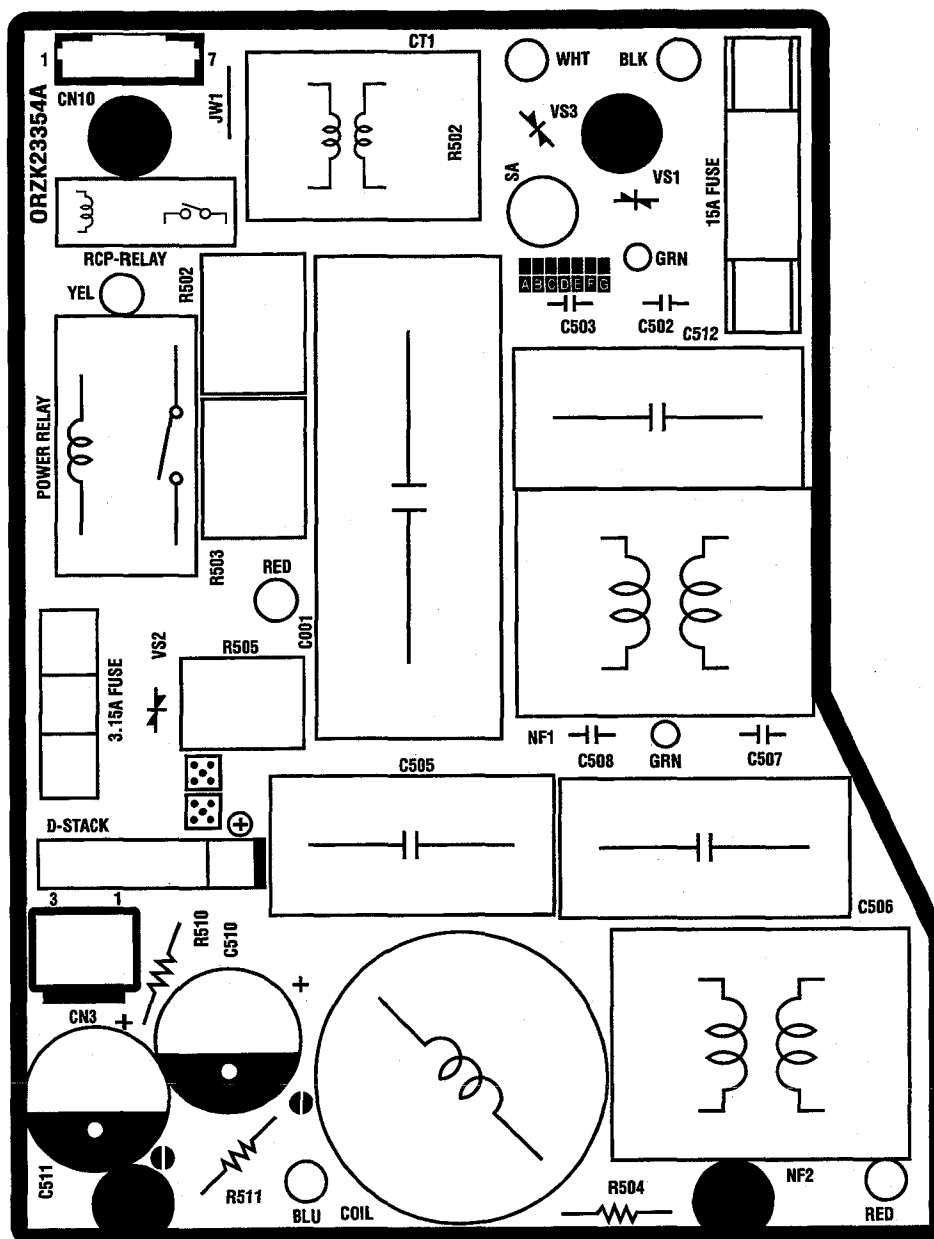 1
7
CN10
JW1
CT1
R502
WHT
BLK
VS3
VS1
SA
15A FUSE
ORZK23354A
RCP-RELAY
YEL
R502
GRN
A B C D E F G
C503
C502
C512
POWER RELAY
R503
RED
C001
VS2
R505
3.15A FUSE
NF1
C508
GRN
C507
C505
D-STACK
3
1
R510
C510
C506
CN3
+
+
+
C511
R511
BLU
COIL
R504
NF2
RED